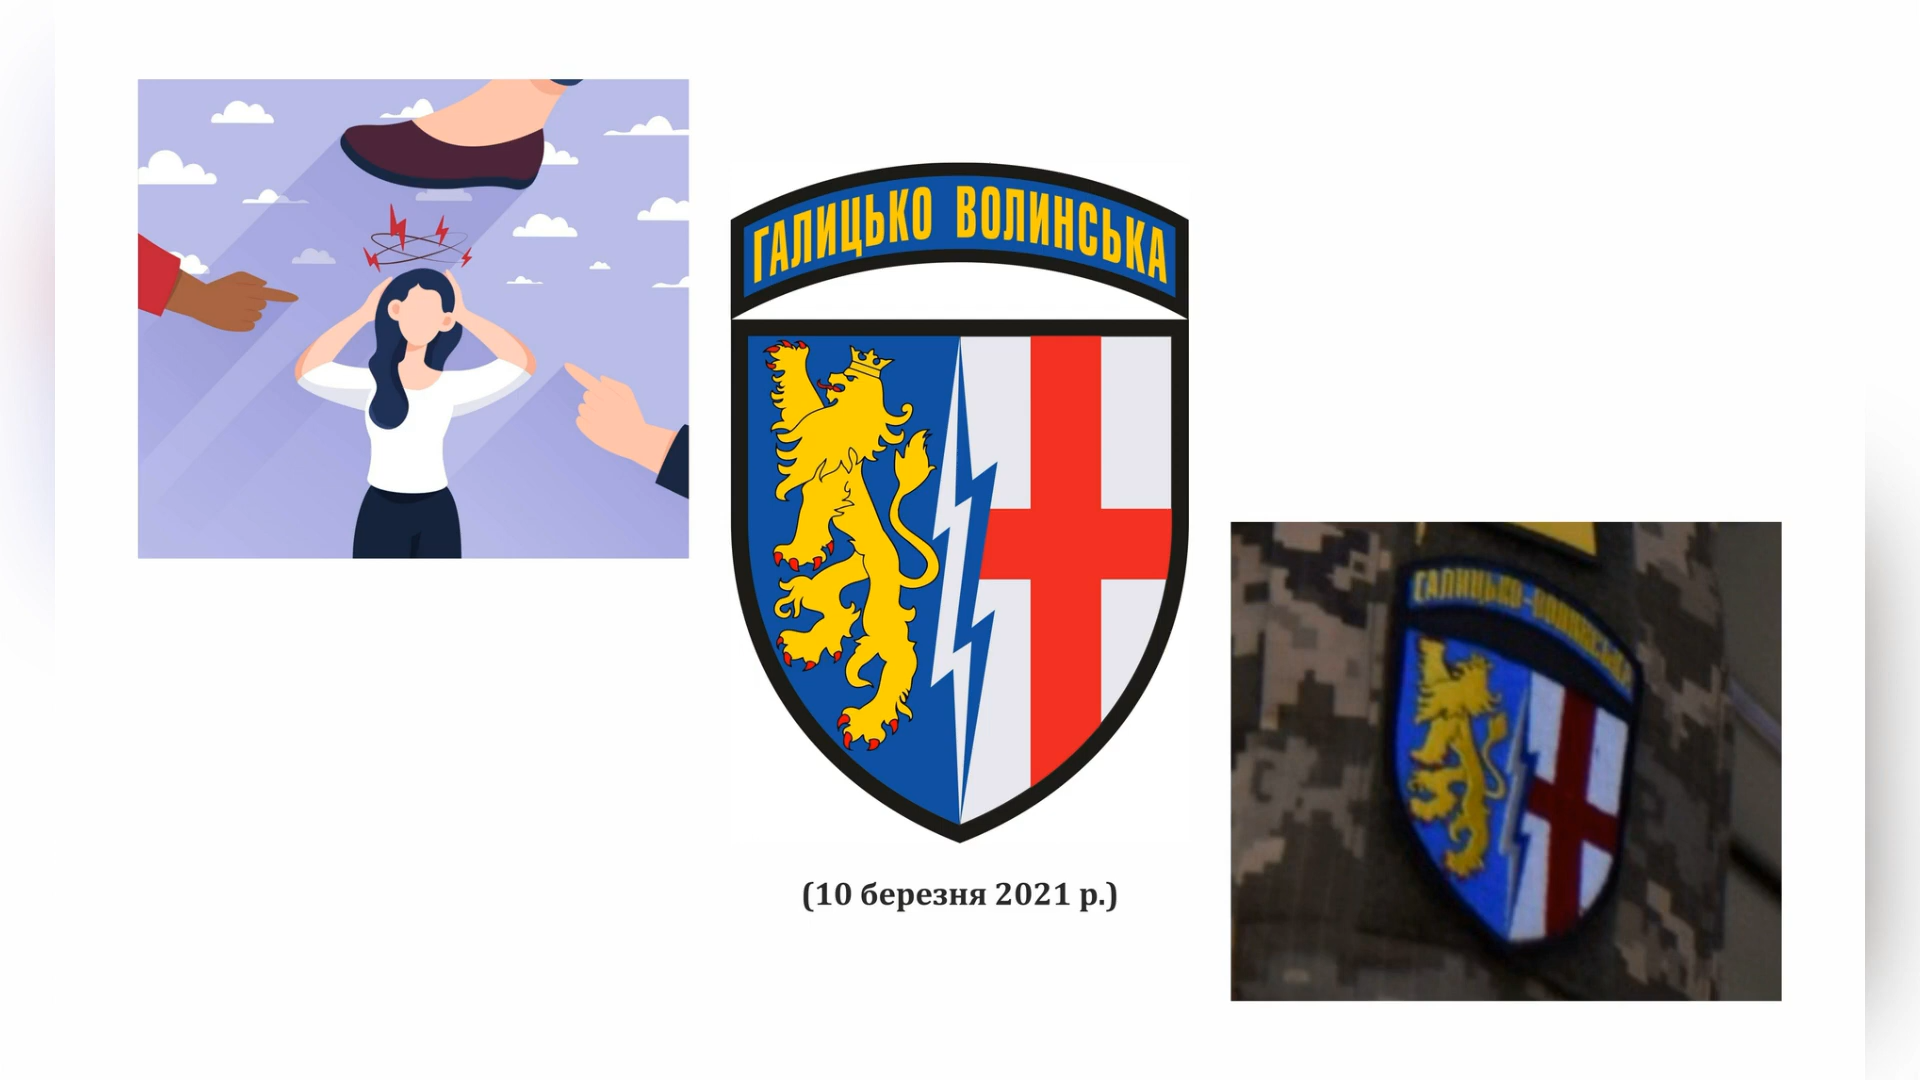 ГАЛИЦЬКО ВОЛИНСЬКА
(10 березня 2021 р.)
ГАЛИЦЬКО-ВОЛИНСЬКА